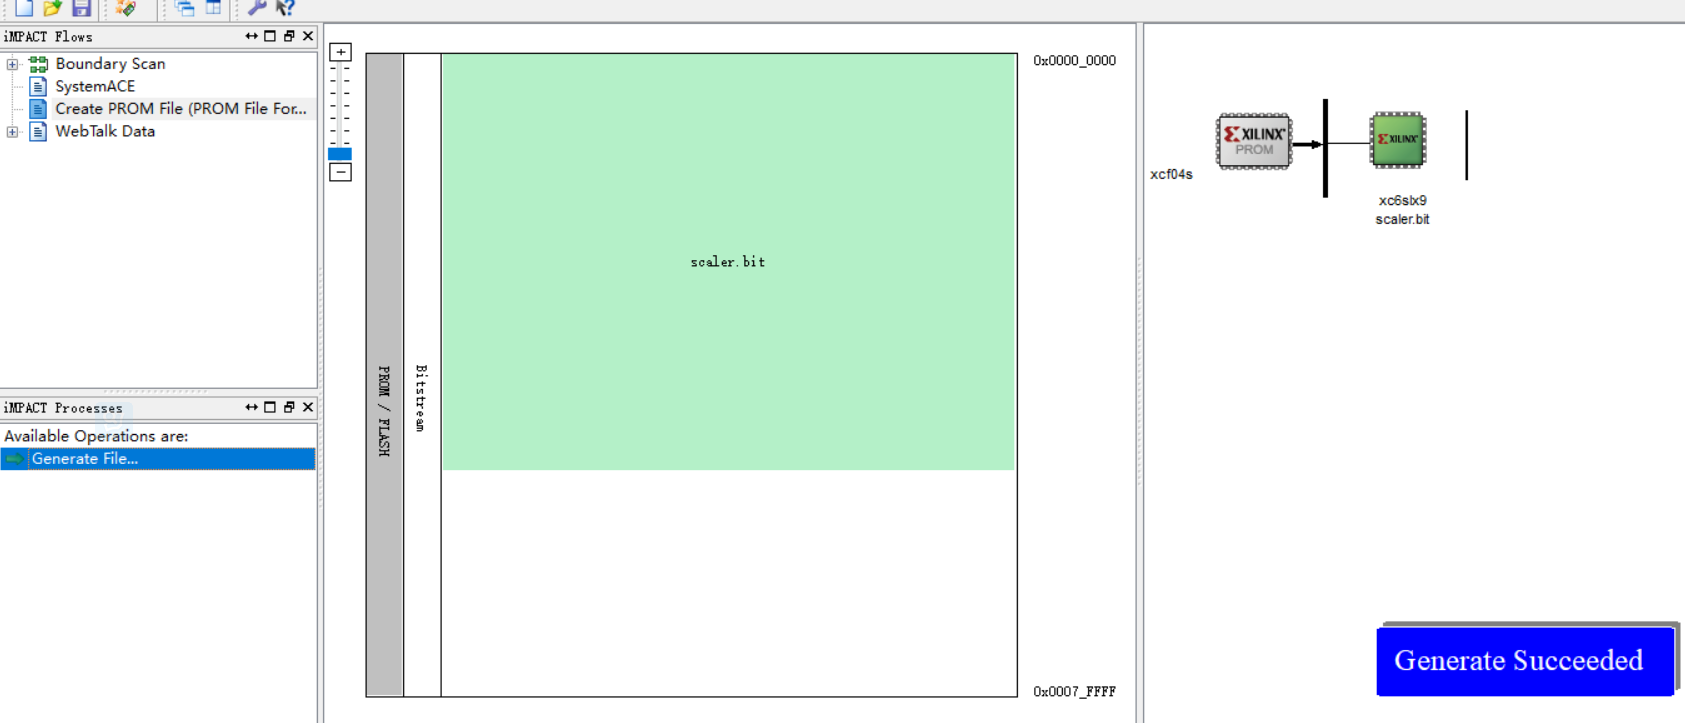 iMPACT Flows
Boundary Scan
SystemACE
Create PROM File (PROM File For...
WebTalk Data
iMPACT Processes
Available Operations are:
Generate File...
+
−
PROM / FLASH
Bitstream
scaler.bit
0x0000_0000
0x0007_FFFF
XILINX
PROM
xcf04s
XILINX
xc6slx9
scaler.bit
Generate Succeeded